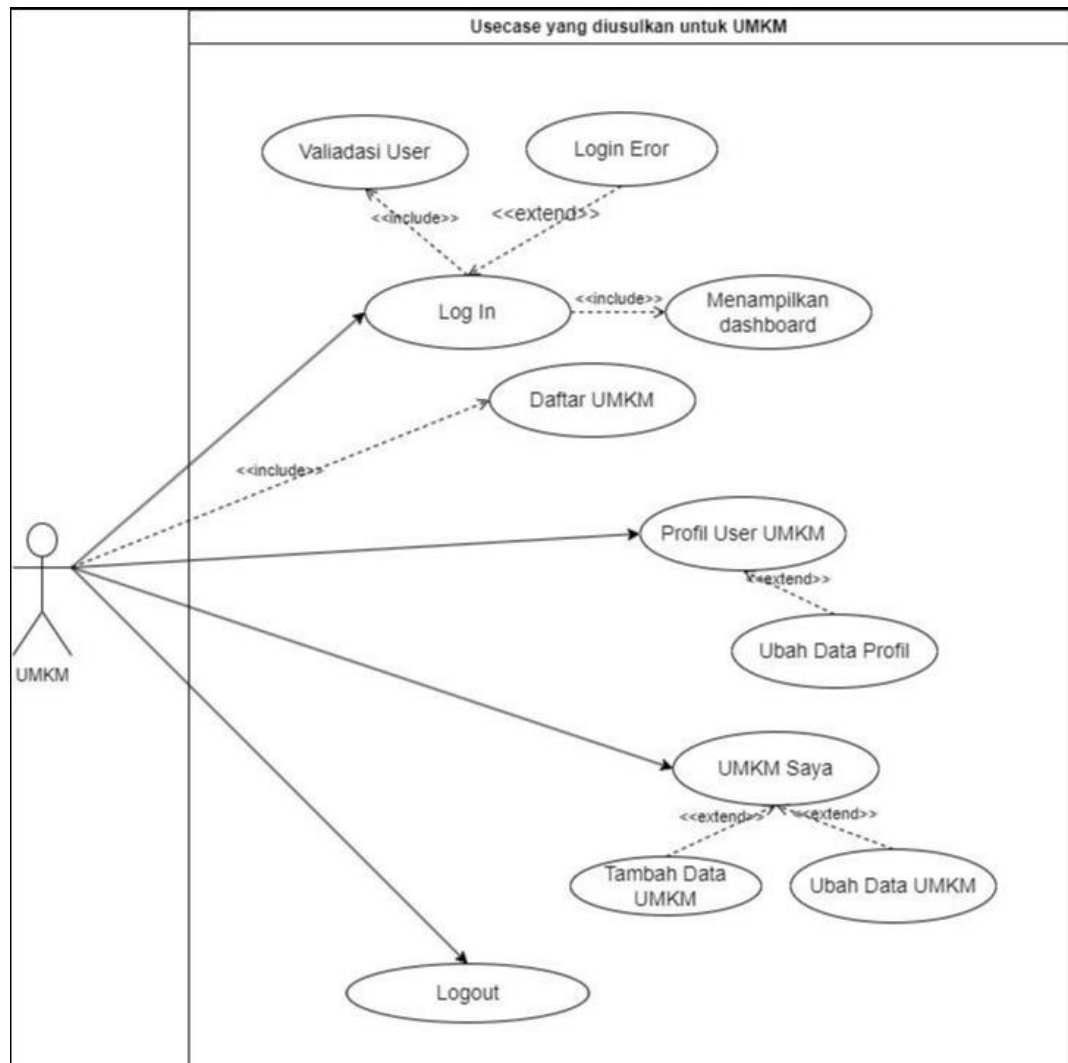 Usecase yang diusulkan untuk UMKM
Valiadasi User
Login Eror
<<include>>
<<extend>>
Log In
<<include>>
Menampilkan
dashboard
Daftar UMKM
<<include>>
UMKM
Profil User UMKM
<<extend>>
Ubah Data Profil
UMKM Saya
<<extend>>
<<extend>>
Tambah Data
UMKM
Ubah Data UMKM
Logout